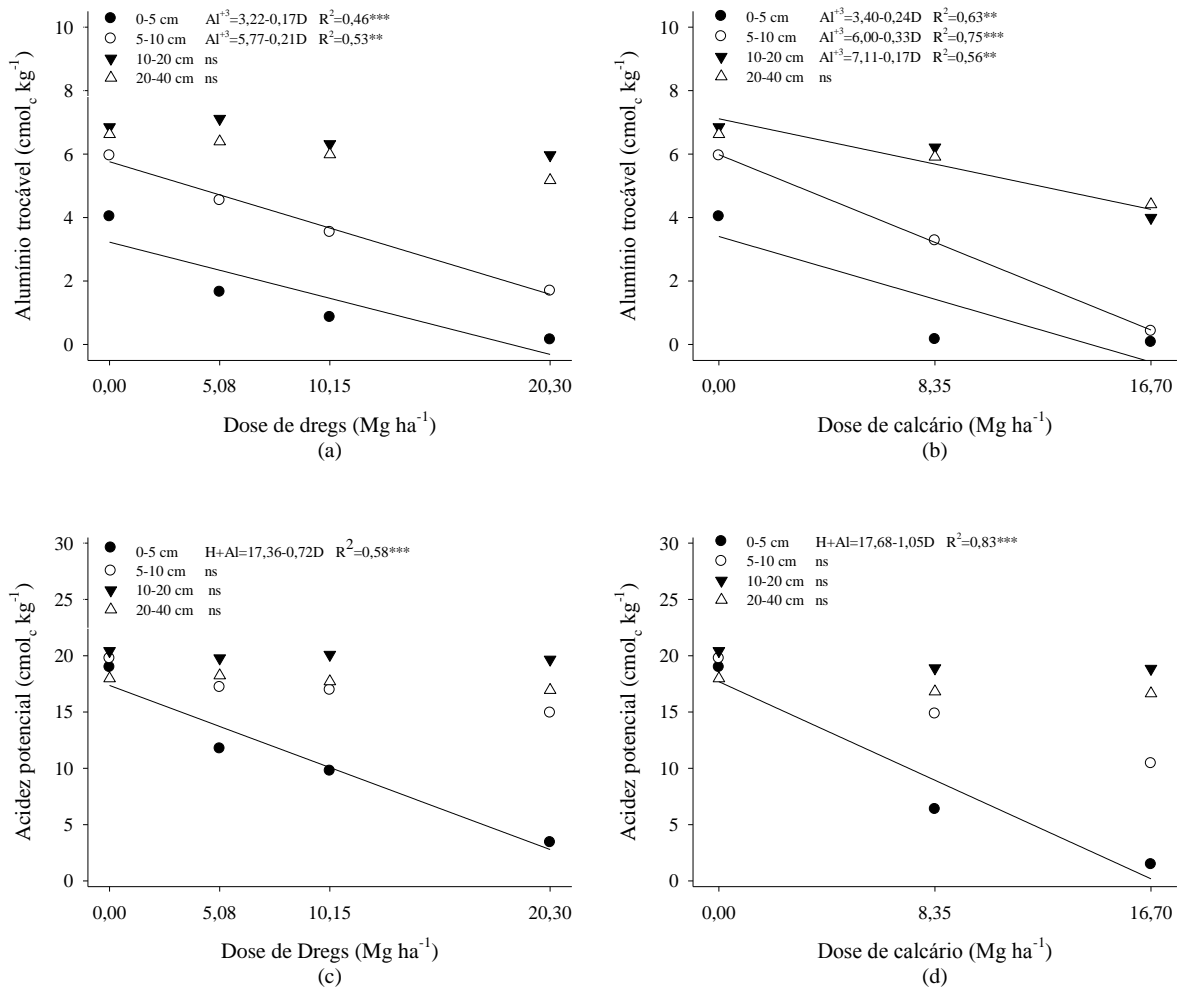 0-5 cm Al⁺³=3,22-0,17D R²=0,46***
5-10 cm Al⁺³=5,77-0,21D R²=0,53**
10-20 cm ns
20-40 cm ns
10
8
6
4
2
0
Alumínio trocável (cmol_c kg⁻¹)
0,00 5,08 10,15 20,30
Dose de dregs (Mg ha⁻¹)
(a)
0-5 cm Al⁺³=3,40-0,24D R²=0,63**
5-10 cm Al⁺³=6,00-0,33D R²=0,75***
10-20 cm Al⁺³=7,11-0,17D R²=0,56**
20-40 cm ns
10
8
6
4
2
0
Alumínio trocável (cmol_c kg⁻¹)
0,00 8,35 16,70
Dose de calcário (Mg ha⁻¹)
(b)
0-5 cm H+Al=17,36-0,72D R²=0,58***
5-10 cm ns
10-20 cm ns
20-40 cm ns
30
25
20
15
10
5
0
Acidez potencial (cmol_c kg⁻¹)
0,00 5,08 10,15 20,30
Dose de Dregs (Mg ha⁻¹)
(c)
0-5 cm H+Al=17,68-1,05D R²=0,83***
5-10 cm ns
10-20 cm ns
20-40 cm ns
30
25
20
15
10
5
0
Acidez potencial (cmol_c kg⁻¹)
0,00 8,35 16,70
Dose de calcário (Mg ha⁻¹)
(d)